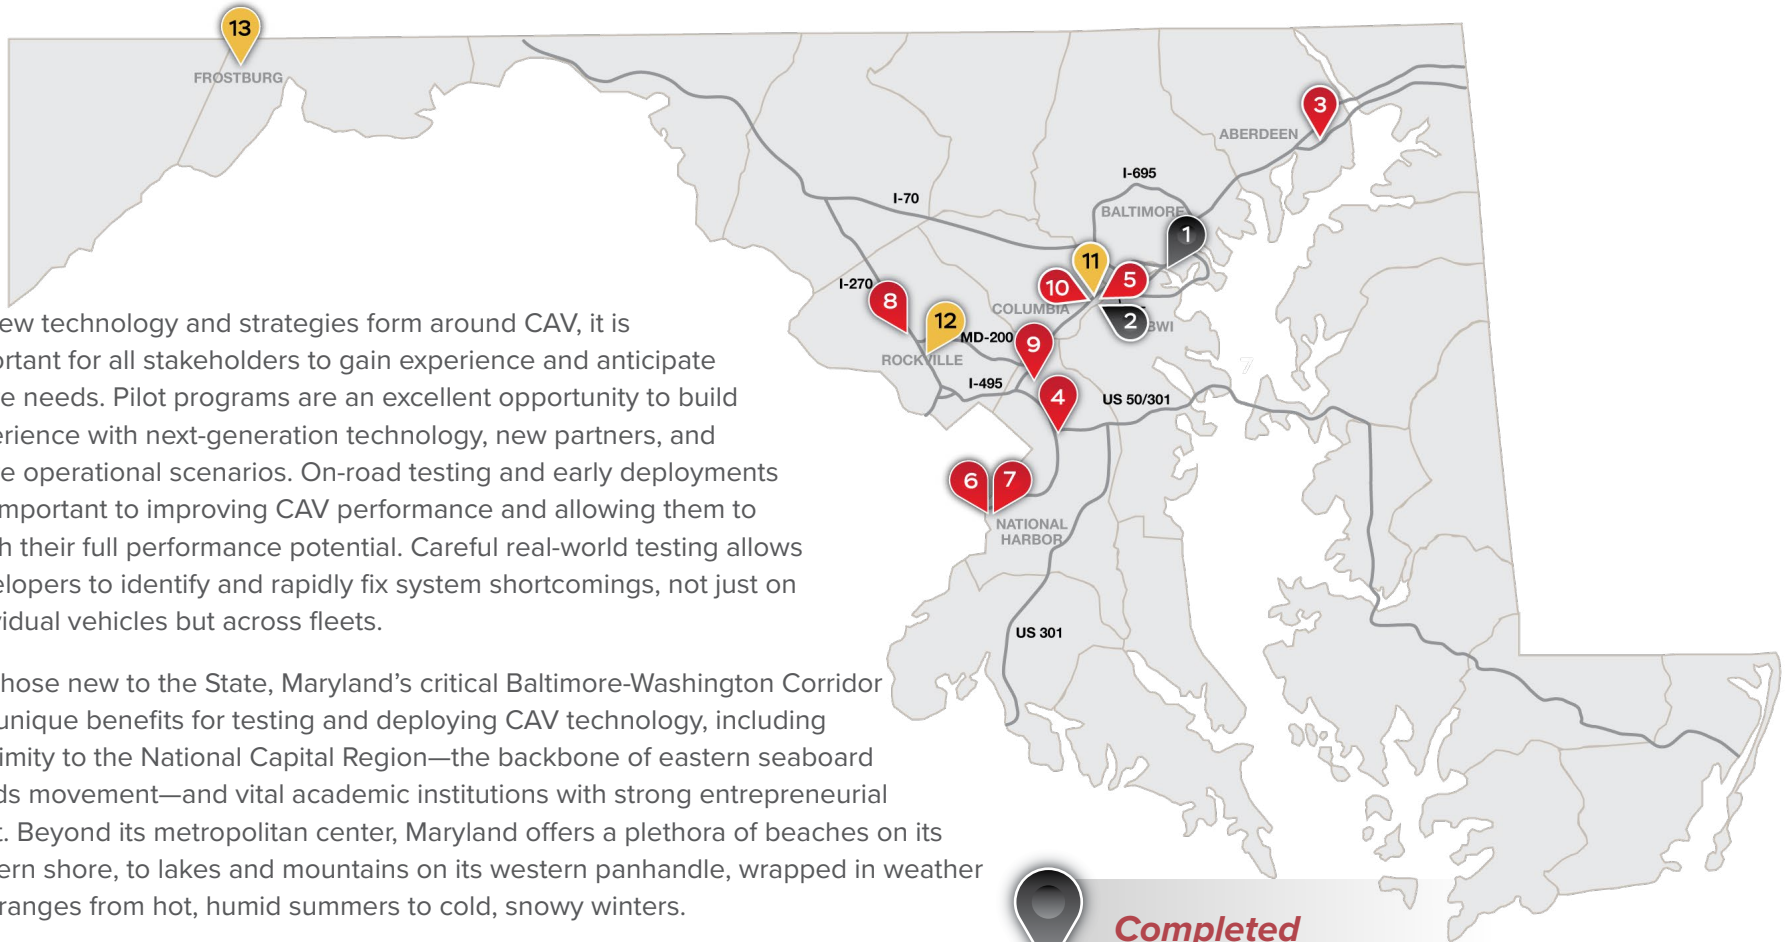 13
FROSTBURG
3
ABERDEEN
I-695
I-70
BALTIMORE
1
11
10
5
I-270
8
COLUMBIA
2
BWI
12
MD-200
9
ROCKVILLE
I-495
4
US 50/301
7
6
7
NATIONAL
HARBOR
US 301
ew technology and strategies form around CAV, it is
ortant for all stakeholders to gain experience and anticipate
e needs. Pilot programs are an excellent opportunity to build
erience with next-generation technology, new partners, and
e operational scenarios. On-road testing and early deployments
mportant to improving CAV performance and allowing them to
h their full performance potential. Careful real-world testing allows
elopers to identify and rapidly fix system shortcomings, not just on
vidual vehicles but across fleets.
hose new to the State, Maryland’s critical Baltimore-Washington Corridor
unique benefits for testing and deploying CAV technology, including
imity to the National Capital Region—the backbone of eastern seaboard
ds movement—and vital academic institutions with strong entrepreneurial
t. Beyond its metropolitan center, Maryland offers a plethora of beaches on its
ern shore, to lakes and mountains on its western panhandle, wrapped in weather
ranges from hot, humid summers to cold, snowy winters.
Completed